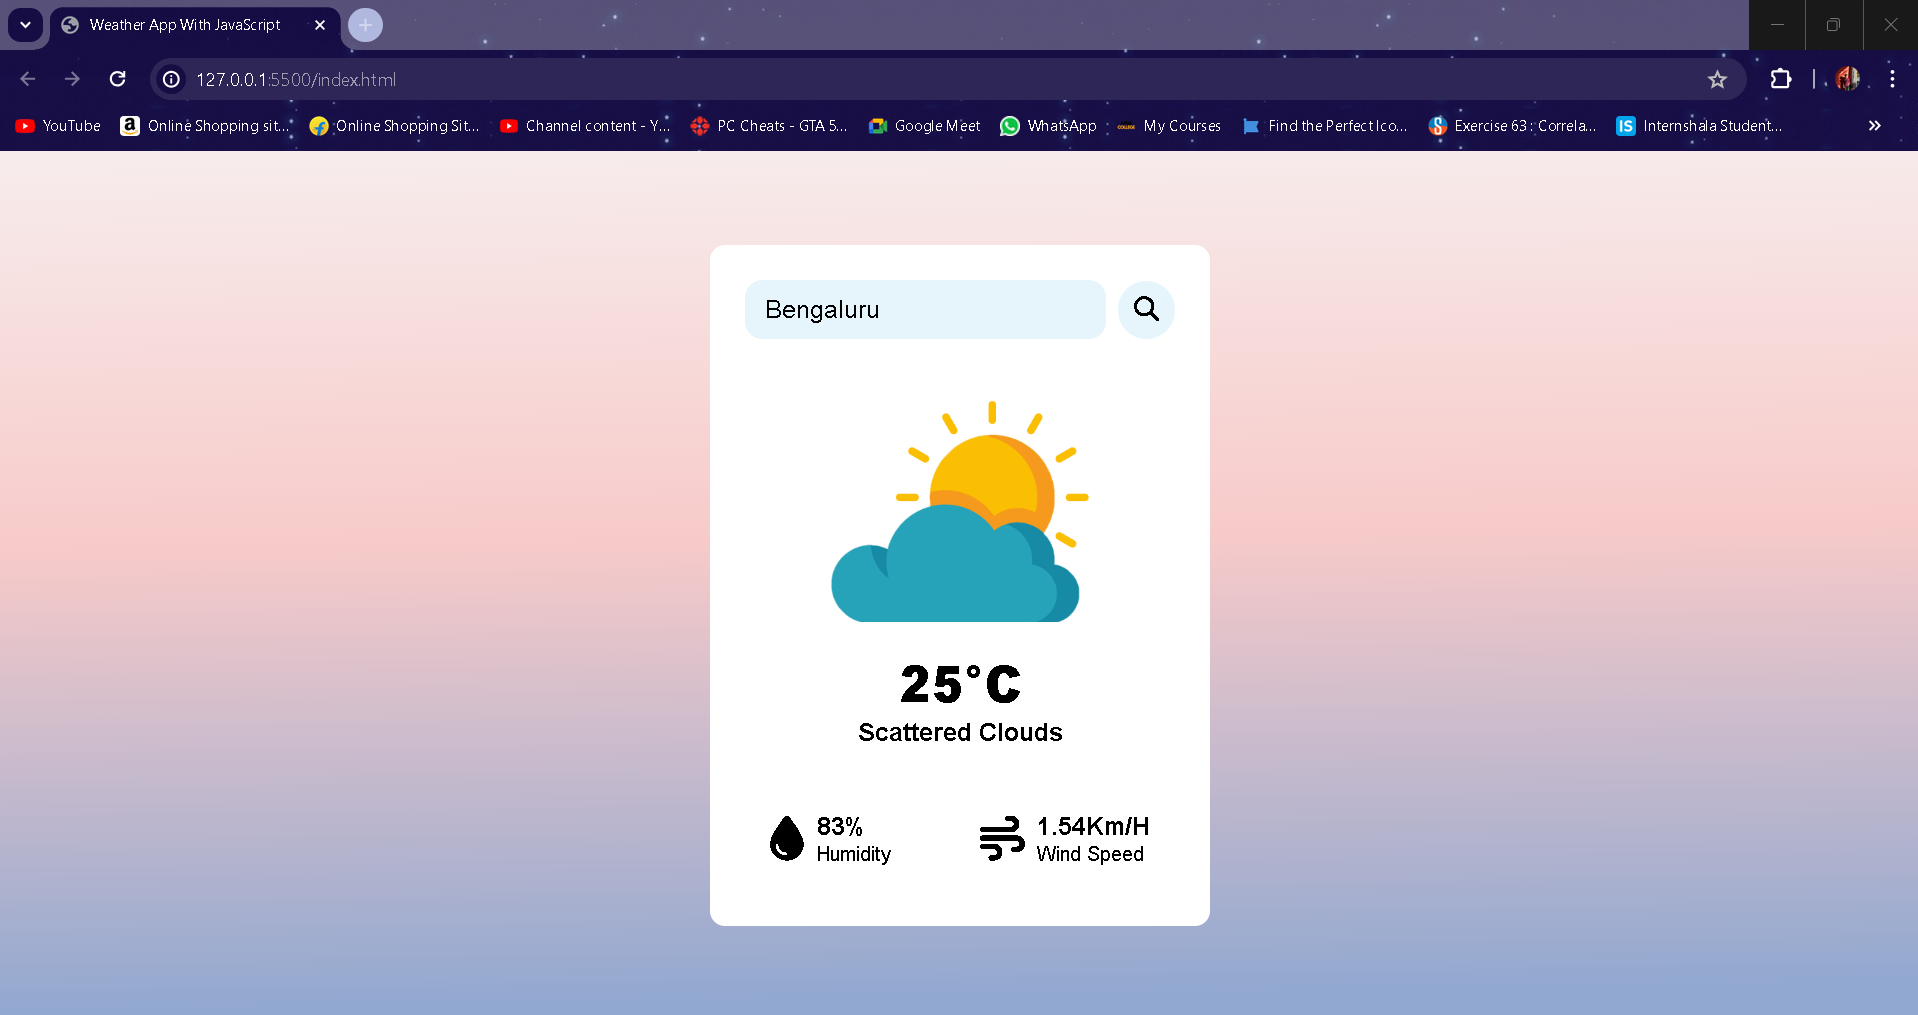 Weather App With JavaScript
127.0.0.1:5500/index.html
YouTube
a Online Shopping sit...
Online Shopping Sit...
Channel content - Y...
PC Cheats - GTA 5...
Google Meet
WhatsApp
COLLEGE My Courses
Find the Perfect Ico...
Exercise 63 : Correla...
IS Internshala Student...
Bengaluru
25°C
Scattered Clouds
83%
Humidity
1.54Km/H
Wind Speed